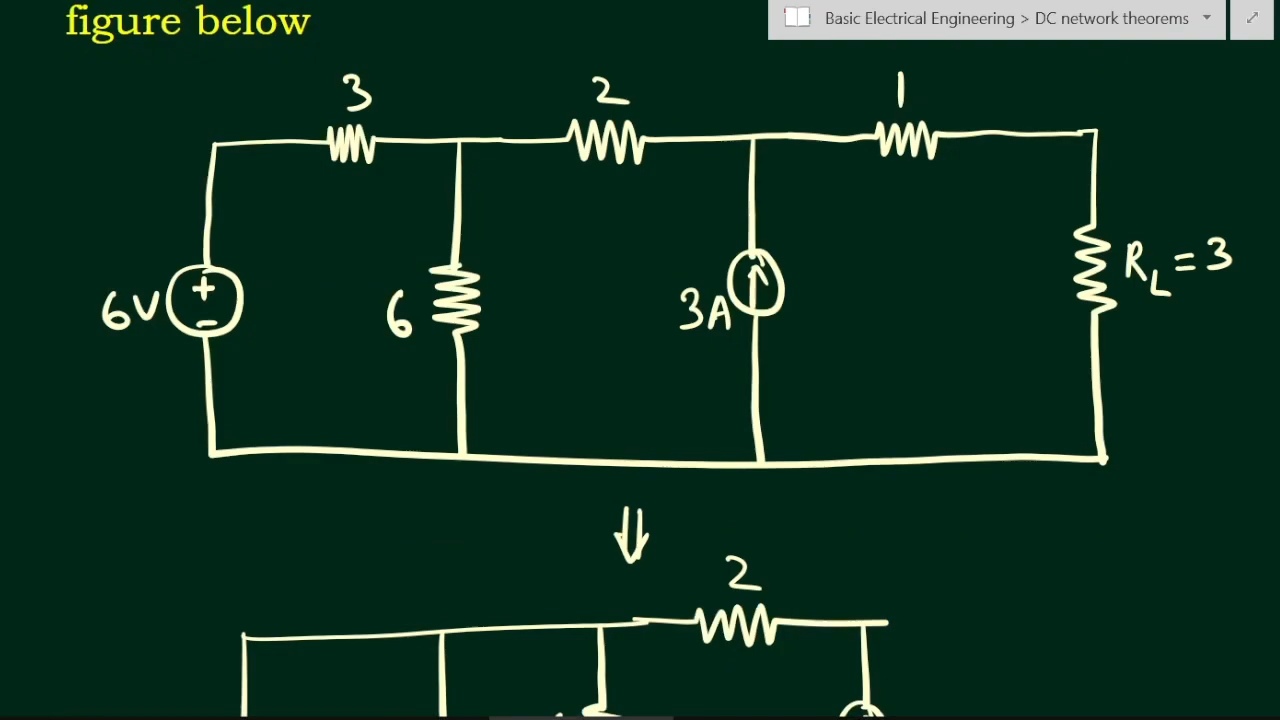 Basic Electrical Engineering > DC network theorems
figure below
3 2 1
6V 6 3A R_L = 3
2